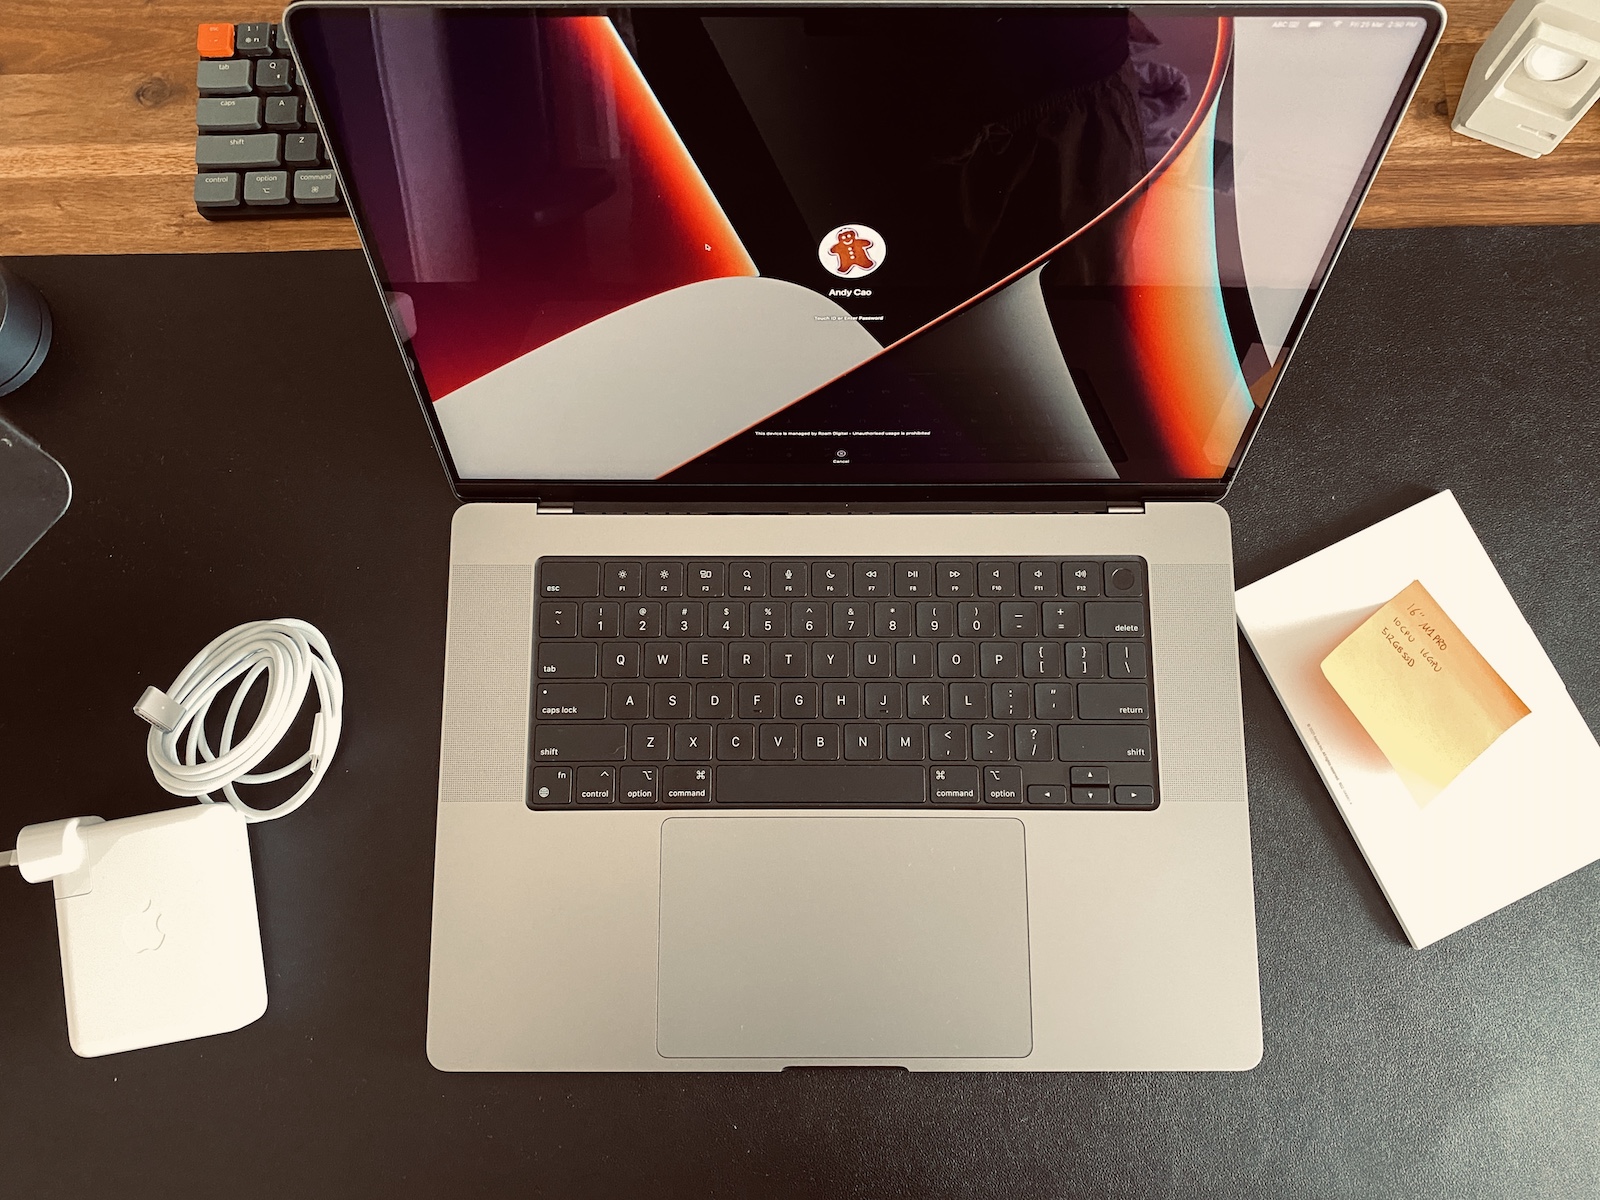 ABC
Fri 25 Mar 2:50 PM
Andy Cao
Touch ID or Enter Password
This device is managed by Roam Digital - Unauthorised usage is prohibited
Cancel
esc
1 !
F1
tab
Q
caps
A
shift
Z
control
option
command
esc F1 F2 F3 F4 F5 F6 F7 F8 F9 F10 F11 F12
~ ! @ # $ % ^ & * ( ) _ +
` 1 2 3 4 5 6 7 8 9 0 - = delete
tab Q W E R T Y U I O P { [ } ] | \
caps lock A S D F G H J K L : ; " ' return
shift Z X C V B N M < , > . ? / shift
fn control option command command option
16" M1 PRO
10 CPU 16 GPU
512GB SSD